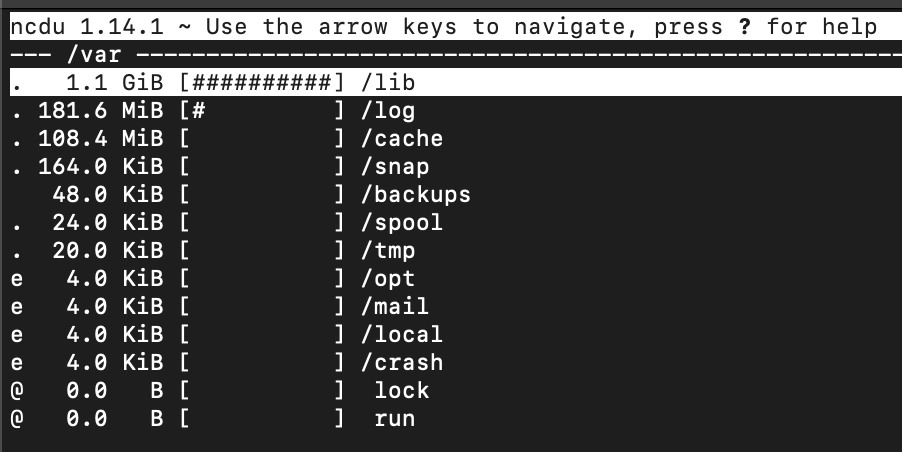 ncdu 1.14.1 ~ Use the arrow keys to navigate, press ? for help
--- /var -------------------------------------------------------
.   1.1 GiB [##########] /lib
. 181.6 MiB [#         ] /log
. 108.4 MiB [          ] /cache
. 164.0 KiB [          ] /snap
   48.0 KiB [          ] /backups
.  24.0 KiB [          ] /spool
.  20.0 KiB [          ] /tmp
e   4.0 KiB [          ] /opt
e   4.0 KiB [          ] /mail
e   4.0 KiB [          ] /local
e   4.0 KiB [          ] /crash
@   0.0   B [          ]  lock
@   0.0   B [          ]  run